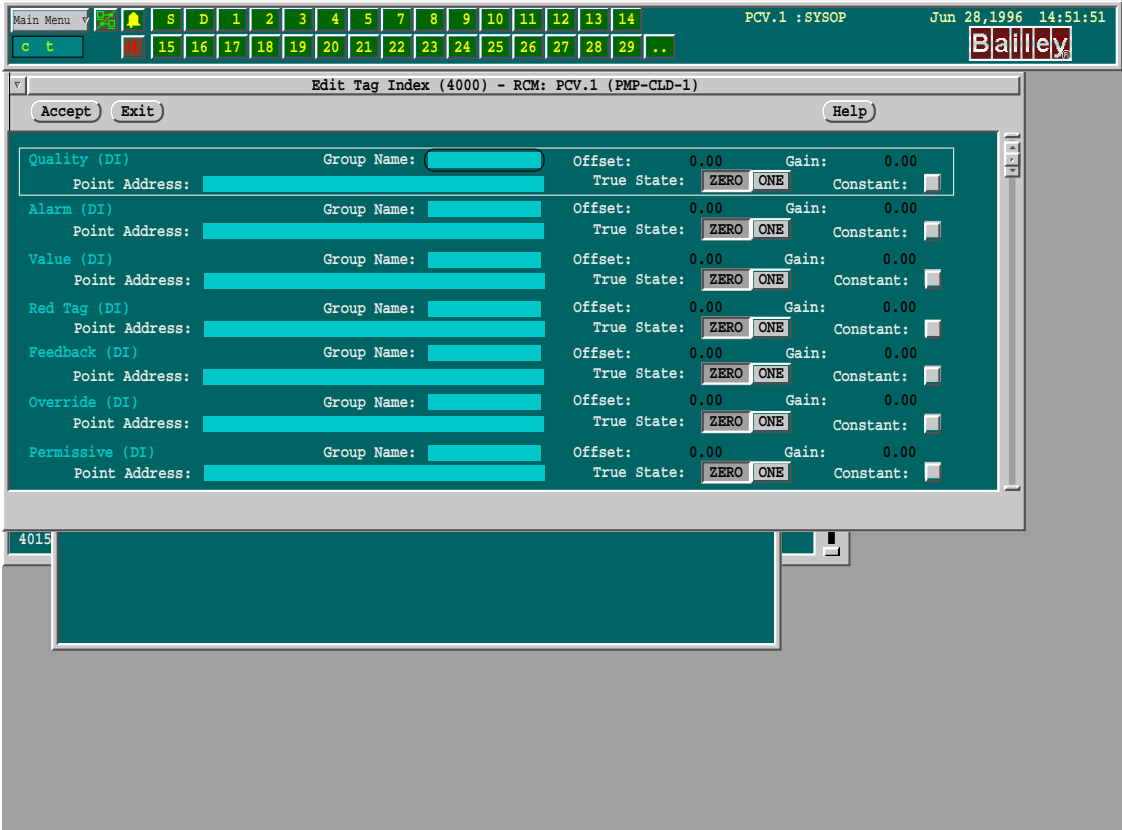 Main Menu S D 1 2 3 4 5 7 8 9 10 11 12 13 14 PCV.1 :SYSOP Jun 28,1996 14:51:51
c t 15 16 17 18 19 20 21 22 23 24 25 26 27 28 29 .. Bailey®
Edit Tag Index (4000) - RCM: PCV.1 (PMP-CLD-1)
Accept Exit Help
Quality (DI) Group Name: Offset: 0.00 Gain: 0.00
Point Address: True State: ZERO ONE Constant:
Alarm (DI) Group Name: Offset: 0.00 Gain: 0.00
Point Address: True State: ZERO ONE Constant:
Value (DI) Group Name: Offset: 0.00 Gain: 0.00
Point Address: True State: ZERO ONE Constant:
Red Tag (DI) Group Name: Offset: 0.00 Gain: 0.00
Point Address: True State: ZERO ONE Constant:
Feedback (DI) Group Name: Offset: 0.00 Gain: 0.00
Point Address: True State: ZERO ONE Constant:
Override (DI) Group Name: Offset: 0.00 Gain: 0.00
Point Address: True State: ZERO ONE Constant:
Permissive (DI) Group Name: Offset: 0.00 Gain: 0.00
Point Address: True State: ZERO ONE Constant:
4015